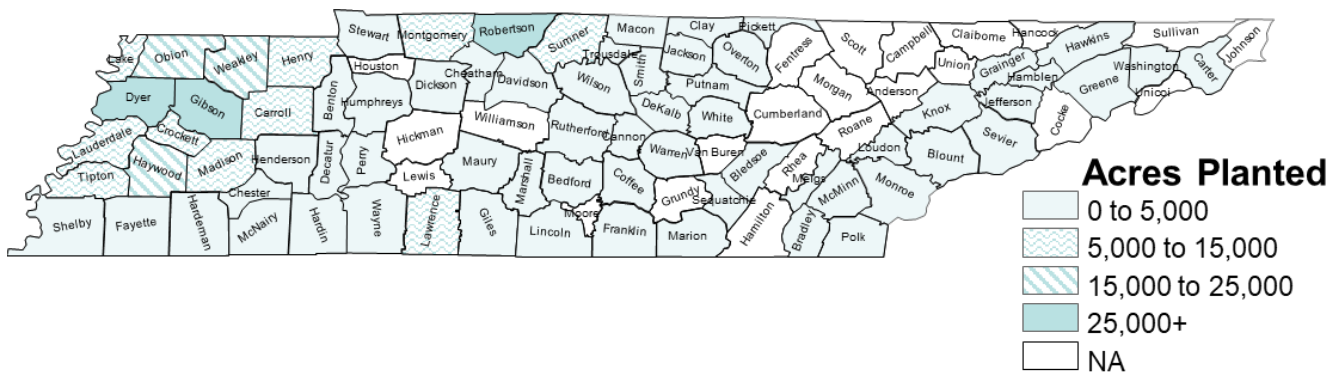 Stewart
Montgomery
Robertson
Sumner
Macon
Clay
Pickett
Lake
Obion
Weakley
Henry
Houston
Cheatham
Davidson
Trousdale
Smith
Jackson
Overton
Fentress
Scott
Campbell
Claiborne
Hancock
Hawkins
Sullivan
Johnson
Dyer
Gibson
Carroll
Benton
Humphreys
Dickson
Wilson
Putnam
Morgan
Anderson
Union
Grainger
Hamblen
Greene
Washington
Carter
Unicoi
Lauderdale
Crockett
Haywood
Madison
Henderson
Decatur
Perry
Hickman
Williamson
Rutherford
Cannon
DeKalb
White
Cumberland
Roane
Knox
Jefferson
Cocke
Tipton
Chester
Lewis
Maury
Marshall
Bedford
Coffee
Warren
Van Buren
Bledsoe
Rhea
Meigs
Loudon
Blount
Sevier
Shelby
Fayette
Hardeman
McNairy
Hardin
Wayne
Lawrence
Giles
Lincoln
Moore
Franklin
Grundy
Sequatchie
Marion
Hamilton
Bradley
McMinn
Monroe
Polk
Acres Planted
0 to 5,000
5,000 to 15,000
15,000 to 25,000
25,000+
NA